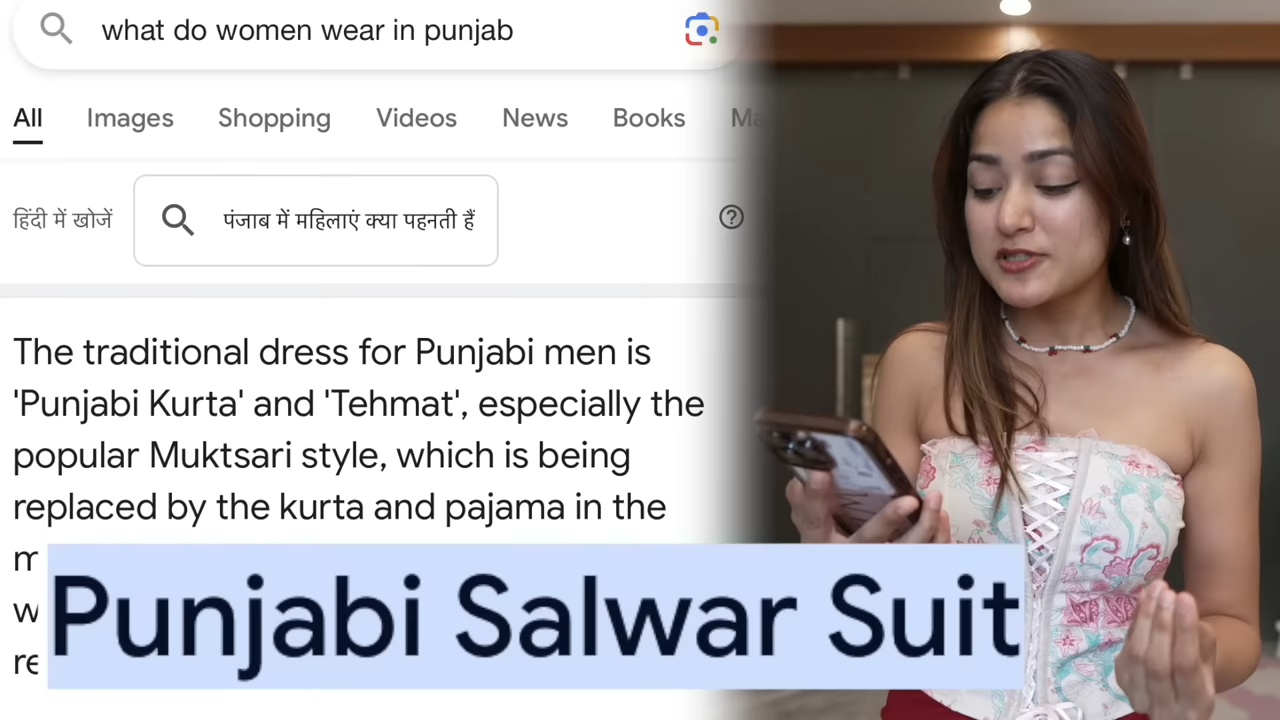 what do women wear in punjab
All Images Shopping Videos News Books Ma
हिंदी में खोजें पंजाब में महिलाएं क्या पहनती हैं
The traditional dress for Punjabi men is
'Punjabi Kurta' and 'Tehmat', especially the
popular Muktsari style, which is being
replaced by the kurta and pajama in the
Punjabi Salwar Suit